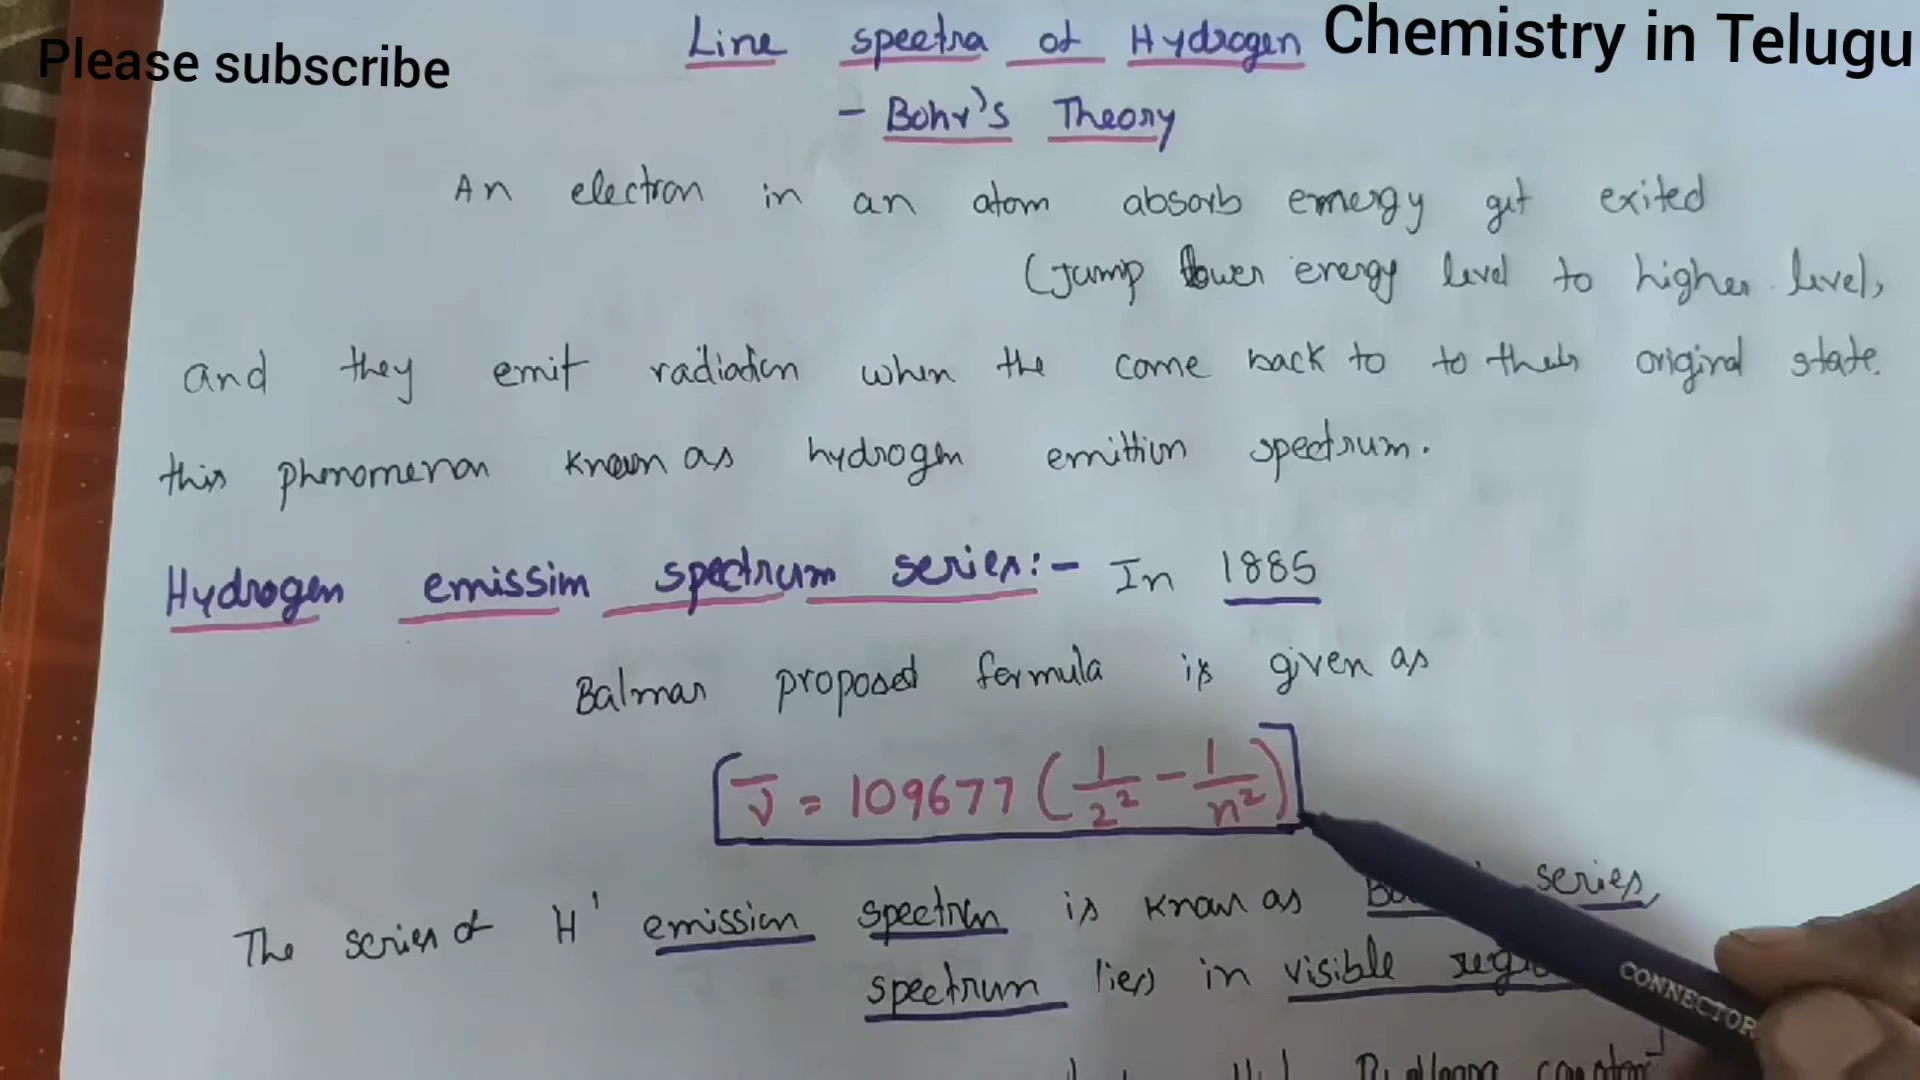 Please subscribe
Chemistry in Telugu
Line spectra of Hydrogen
- Bohr's Theory
An electron in an atom absorb emergy get exited
(Jump lower energy level to higher level,
and they emit radiation when the come back to to their original state.
this phenomenon known as hydrogen emittion spectrum.
Hydrogen emission spectrum series:- In 1885
Balmar proposed formula is given as
ν̅ = 109677 (1/2² - 1/n²)
The series of H' emission spectrum is known as series,
spectrum lies in visible